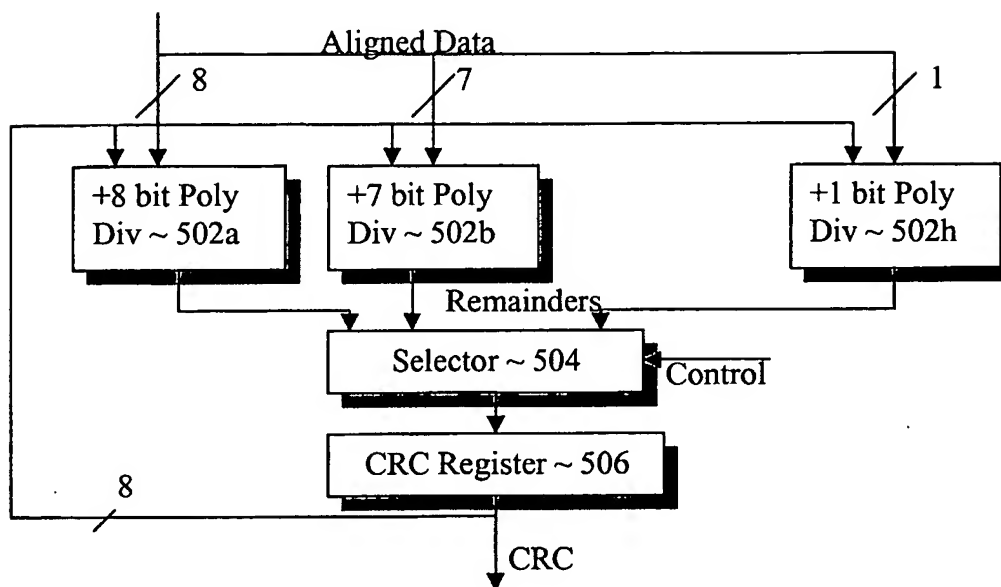 Aligned Data
8
7
1
+8 bit Poly
Div ~ 502a
+7 bit Poly
Div ~ 502b
+1 bit Poly
Div ~ 502h
Remainders
Selector ~ 504
Control
CRC Register ~ 506
8
CRC